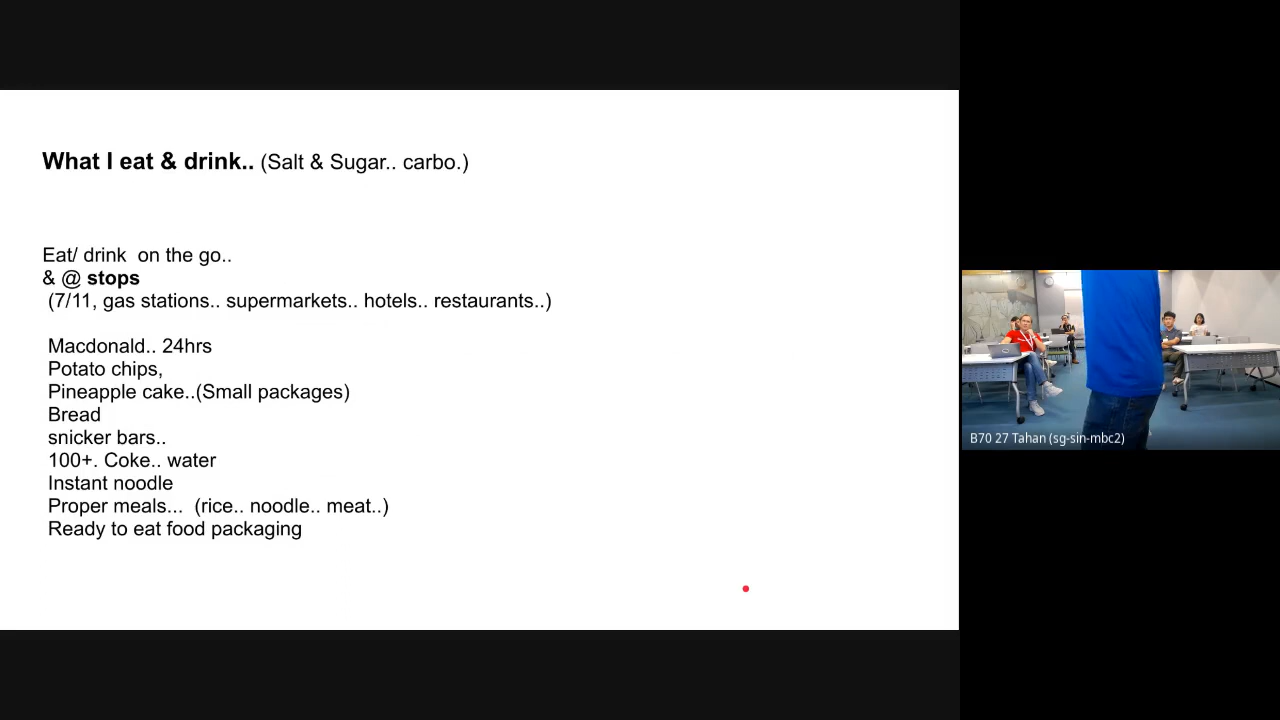 What I eat & drink.. (Salt & Sugar.. carbo.)
Eat/ drink  on the go..
& @ stops
(7/11, gas stations.. supermarkets.. hotels.. restaurants..)
Macdonald.. 24hrs
Potato chips,
Pineapple cake..(Small packages)
Bread
snicker bars..
100+. Coke.. water
Instant noodle
Proper meals...  (rice.. noodle.. meat..)
Ready to eat food packaging
B70 27 Tahan (sg-sin-mbc2)